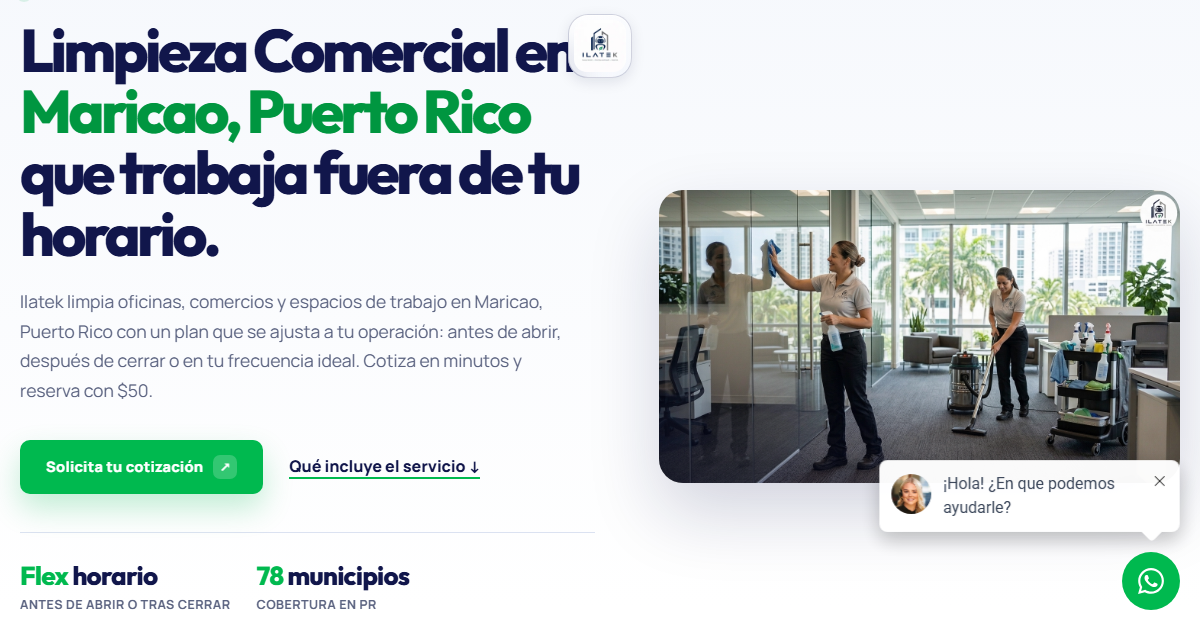 Limpieza Comercial en
ILATEK
Maricao, Puerto Rico
que trabaja fuera de tu
horario.
Ilatek limpia oficinas, comercios y espacios de trabajo en Maricao,
Puerto Rico con un plan que se ajusta a tu operación: antes de abrir,
después de cerrar o en tu frecuencia ideal. Cotiza en minutos y
reserva con $50.
Solicita tu cotización ↗
Qué incluye el servicio ↓
Flex horario
ANTES DE ABRIR O TRAS CERRAR
78 municipios
COBERTURA EN PR
ILATEK
¡Hola! ¿En que podemos
ayudarle?